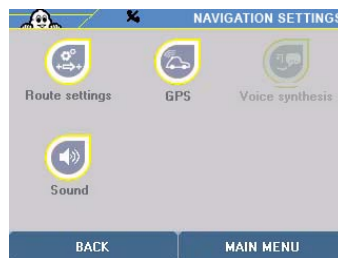 NAVIGATION SETTINGS
Route settings
GPS
Voice synthesis
Sound
BACK
MAIN MENU